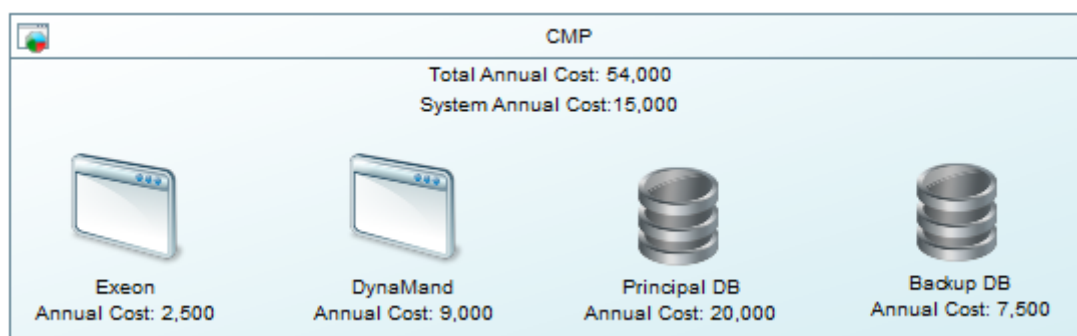 CMP
Total Annual Cost: 54,000
System Annual Cost:15,000
Exeon
Annual Cost: 2,500
DynaMand
Annual Cost: 9,000
Principal DB
Annual Cost: 20,000
Backup DB
Annual Cost: 7,500